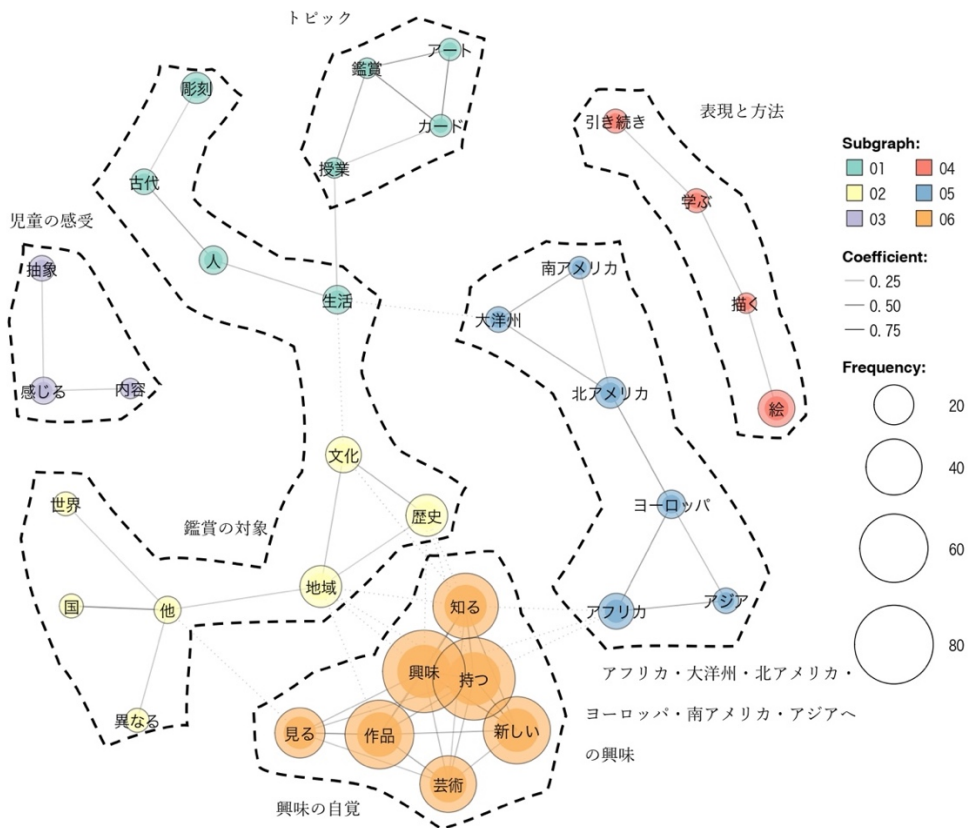 トピック
アート
鑑賞
カード
授業
彫刻
古代
人
生活
児童の感受
抽象
感じる
内容
表現と方法
引き続き
学ぶ
描く
絵
南アメリカ
大洋州
北アメリカ
ヨーロッパ
アフリカ
アジア
文化
歴史
地域
鑑賞の対象
世界
国
他
異なる
知る
興味
持つ
見る
作品
新しい
芸術
興味の自覚
アフリカ・大洋州・北アメリカ・
ヨーロッパ・南アメリカ・アジアへ
の興味
Subgraph:
01 04
02 05
03 06
Coefficient:
0.25
0.50
0.75
Frequency:
20
40
60
80